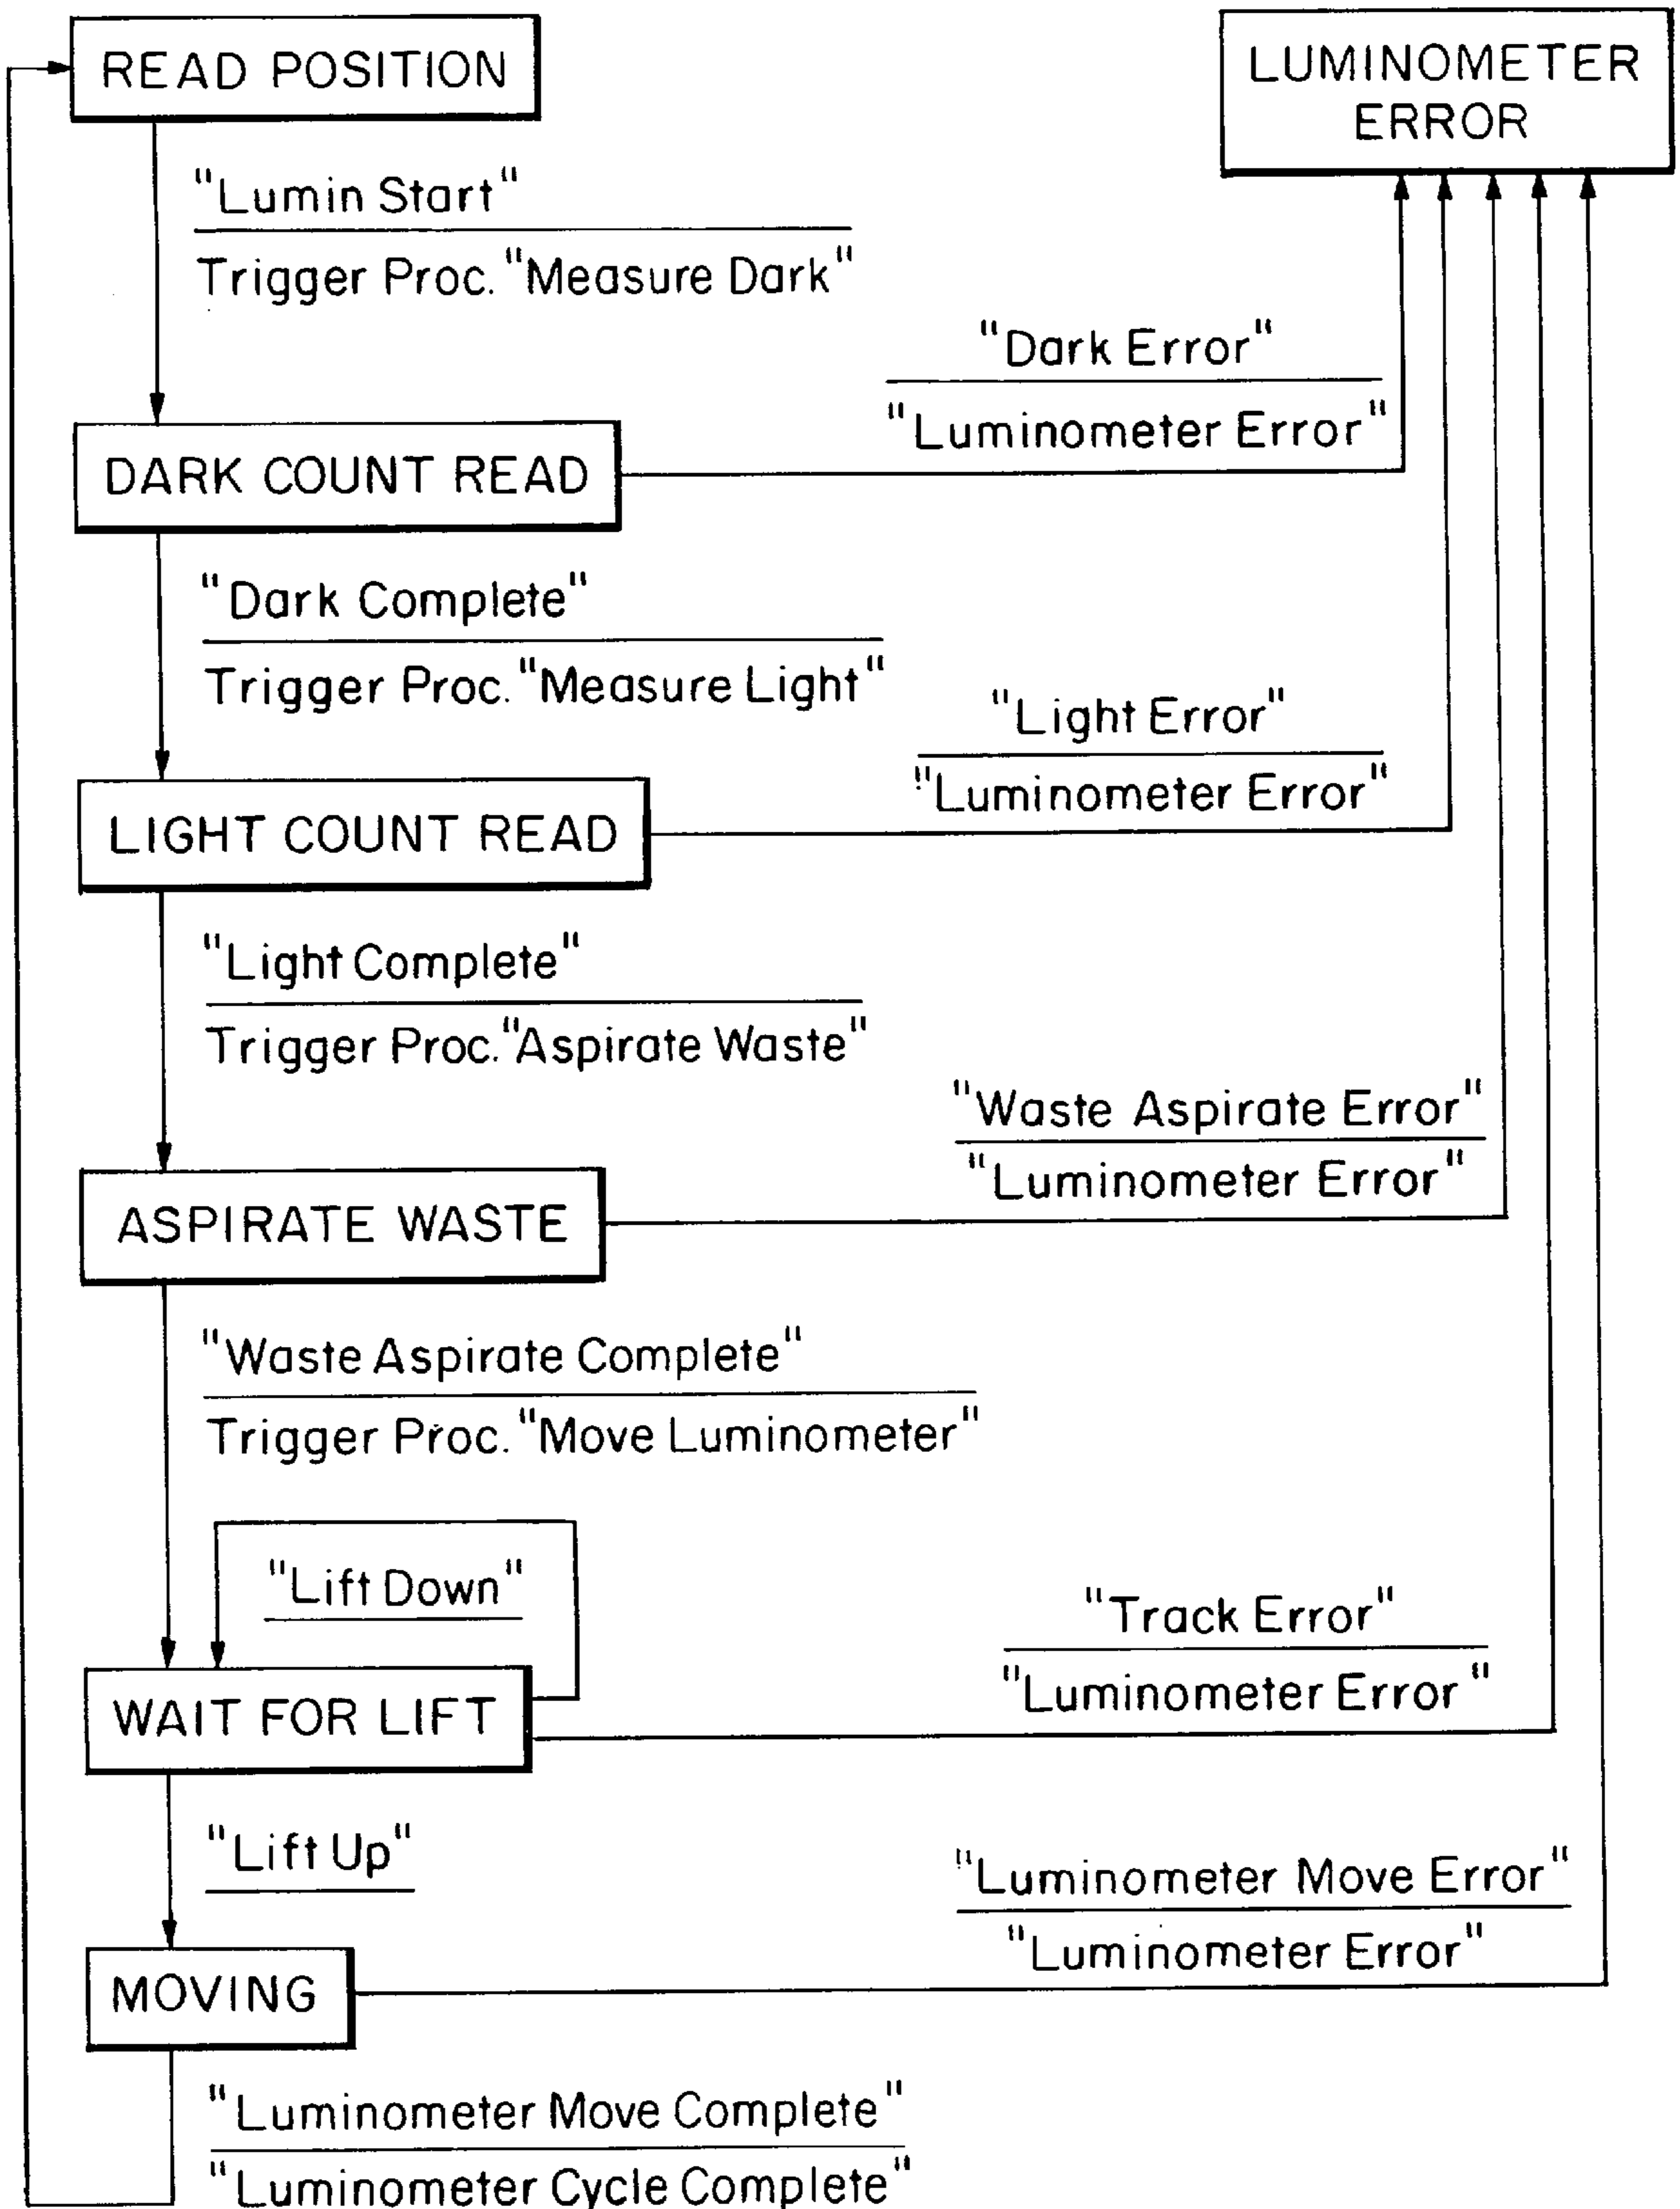 READ POSITION
LUMINOMETER
ERROR
"Lumin Start"
Trigger Proc. "Measure Dark"
"Dark Error"
"Luminometer Error"
DARK COUNT READ
"Dark Complete"
Trigger Proc. "Measure Light"
"Light Error"
"Luminometer Error"
LIGHT COUNT READ
"Light Complete"
Trigger Proc. "Aspirate Waste"
"Waste Aspirate Error"
"Luminometer Error"
ASPIRATE WASTE
"Waste Aspirate Complete"
Trigger Proc. "Move Luminometer"
"Lift Down"
"Track Error"
"Luminometer Error"
WAIT FOR LIFT
"Lift Up"
"Luminometer Move Error"
"Luminometer Error"
MOVING
"Luminometer Move Complete"
"Luminometer Cycle Complete"